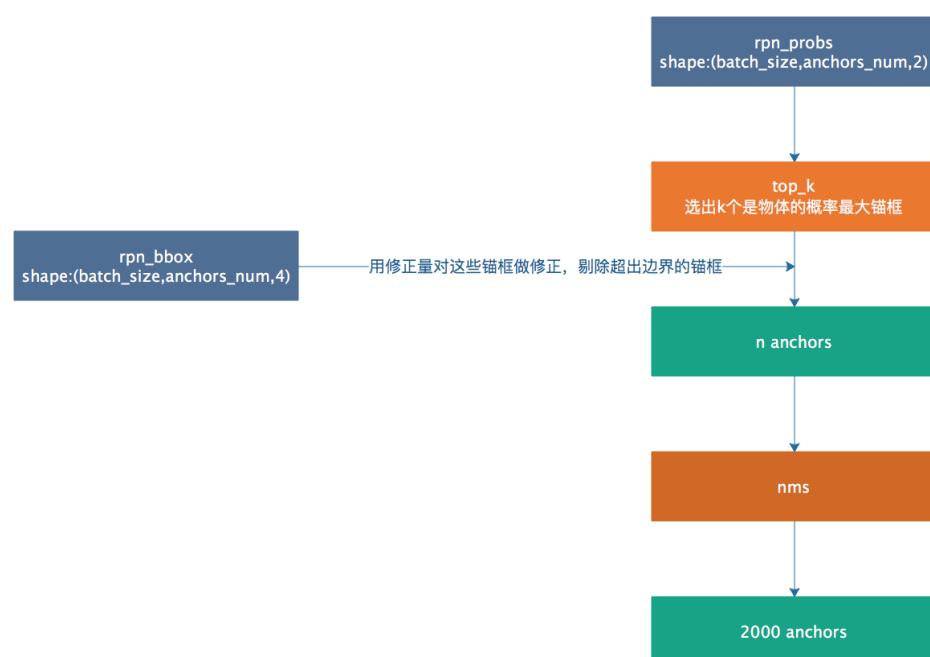 rpn_probs
shape:(batch_size,anchors_num,2)
top_k
选出k个是物体的概率最大锚框
rpn_bbox
shape:(batch_size,anchors_num,4)
用修正量对这些锚框做修正，剔除超出边界的锚框
n anchors
nms
2000 anchors